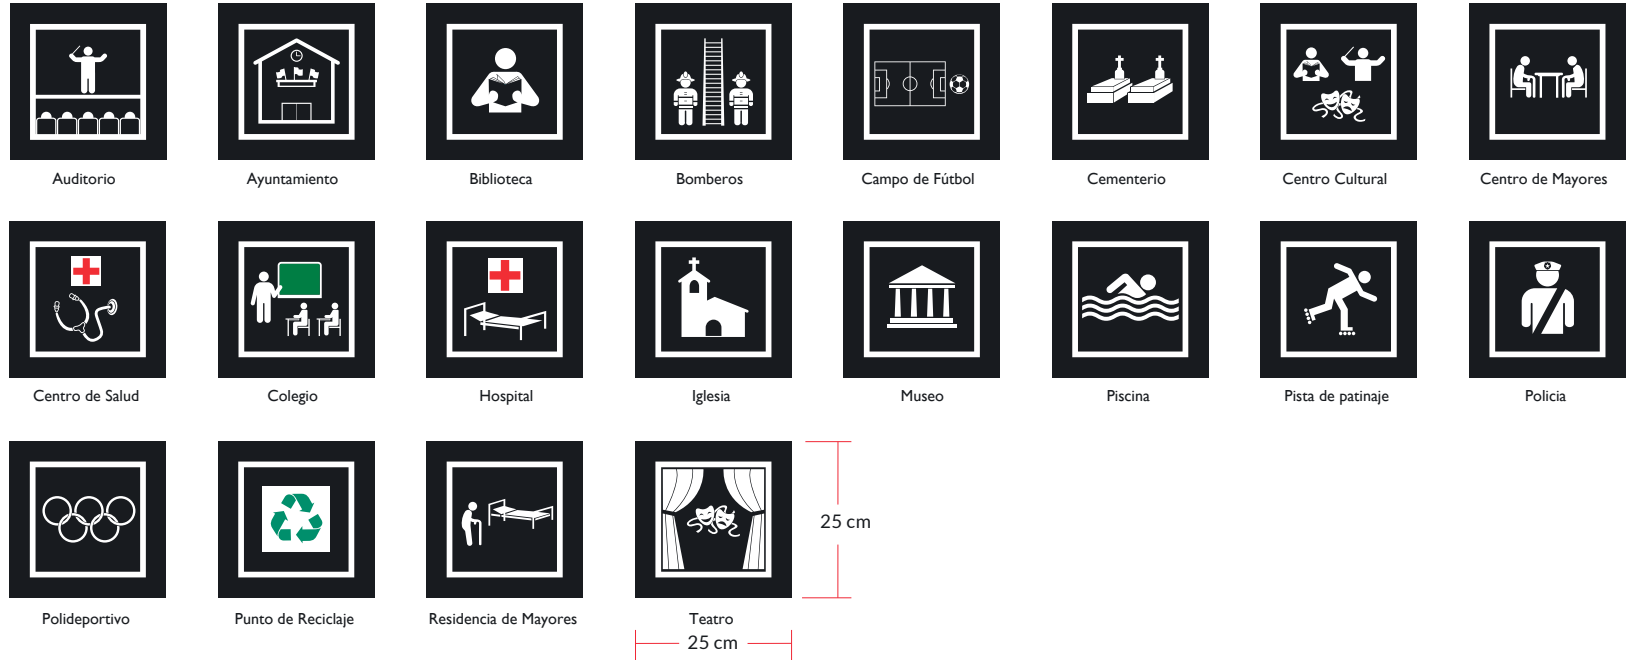 Auditorio
Ayuntamiento
Biblioteca
Bomberos
Campo de Fútbol
Cementerio
Centro Cultural
Centro de Mayores
Centro de Salud
Colegio
Hospital
Iglesia
Museo
Piscina
Pista de patinaje
Policia
Polideportivo
Punto de Reciclaje
Residencia de Mayores
Teatro
25 cm
25 cm